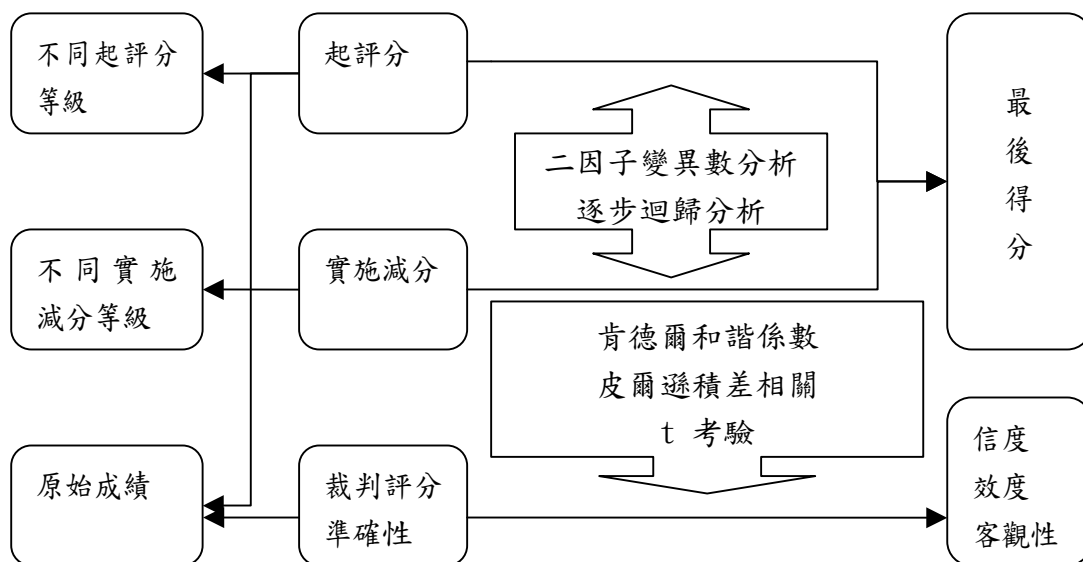 不同起評分
等級
起評分
最
後
得
分
二因子變異數分析
逐步迴歸分析
不同實施
減分等級
實施減分
肯德爾和諧係數
皮爾遜積差相關
t 考驗
原始成績
裁判評分
準確性
信度
效度
客觀性